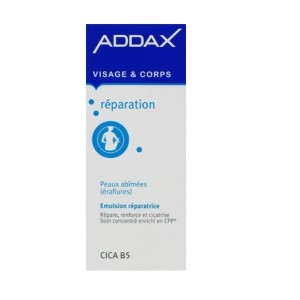 ADDAX
VISAGE & CORPS
réparation
Peaux abîmées
(éraflures)
Emulsion réparatrice
Répare, renforce et cicatrise
Soin concentré enrichi en CPP*
CICA B5